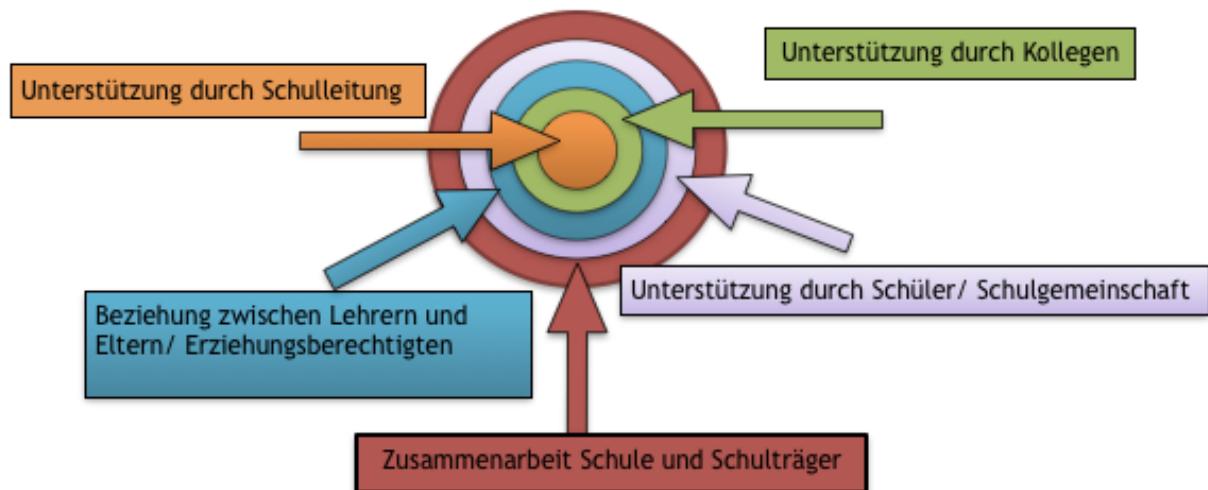 Unterstützung durch Kollegen
Unterstützung durch Schulleitung
Unterstützung durch Schüler/ Schulgemeinschaft
Beziehung zwischen Lehrern und
Eltern/ Erziehungsberechtigten
Zusammenarbeit Schule und Schulträger